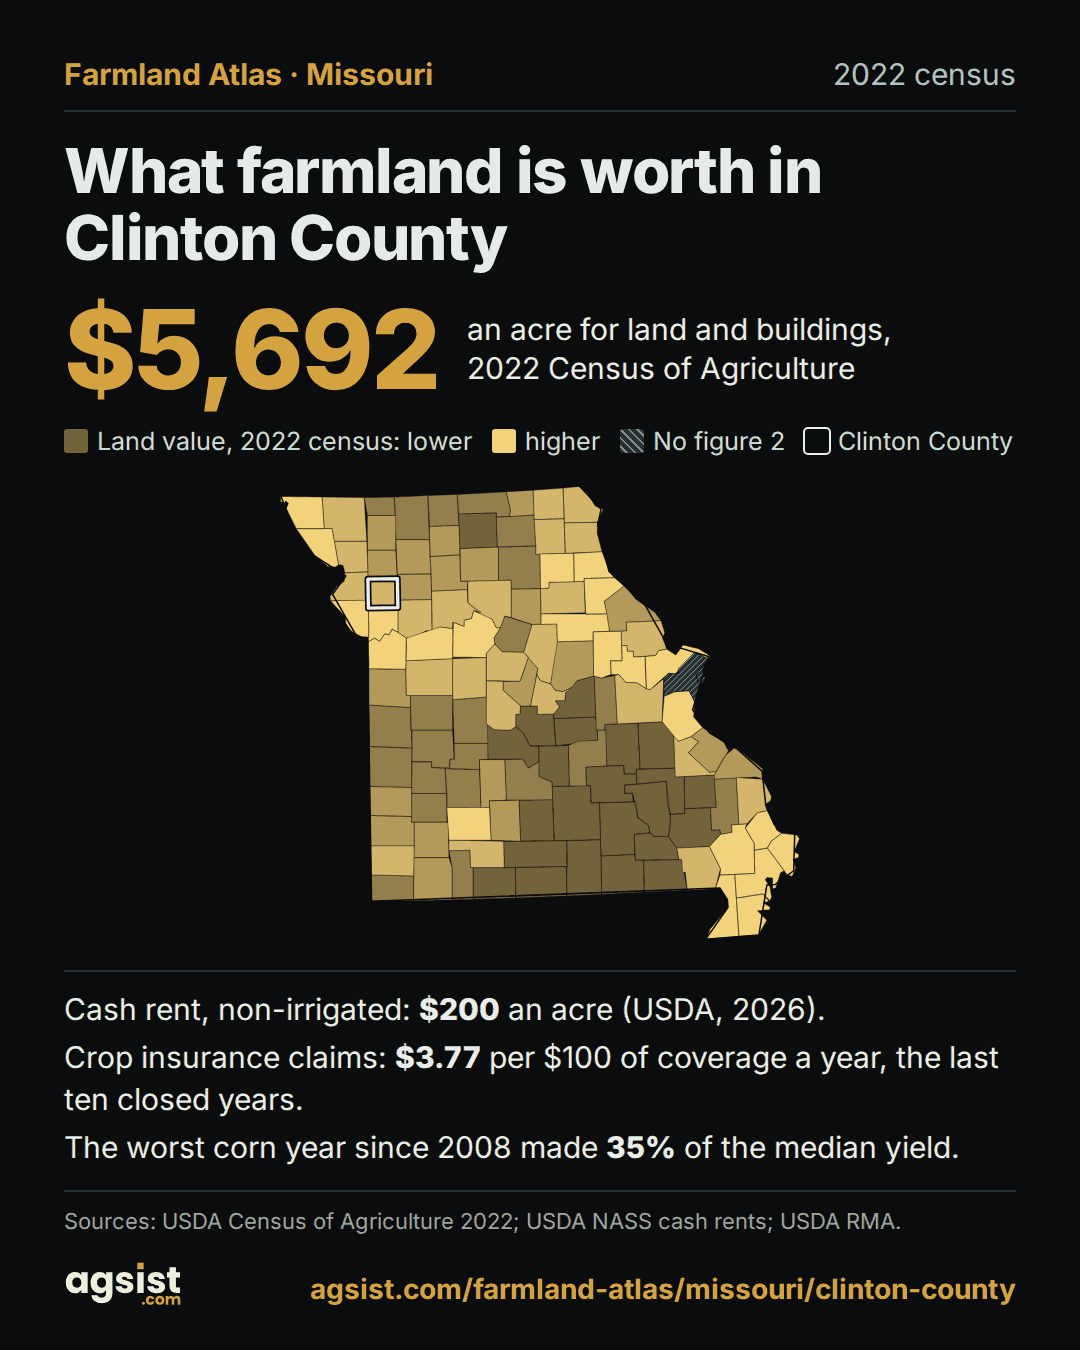 Farmland Atlas · Missouri
2022 census
What farmland is worth in
Clinton County
$5,692
an acre for land and buildings,
2022 Census of Agriculture
Land value, 2022 census: lower
higher
No figure 2
Clinton County
Cash rent, non-irrigated: $200 an acre (USDA, 2026).
Crop insurance claims: $3.77 per $100 of coverage a year, the last
ten closed years.
The worst corn year since 2008 made 35% of the median yield.
Sources: USDA Census of Agriculture 2022; USDA NASS cash rents; USDA RMA.
agsist
.com
agsist.com/farmland-atlas/missouri/clinton-county